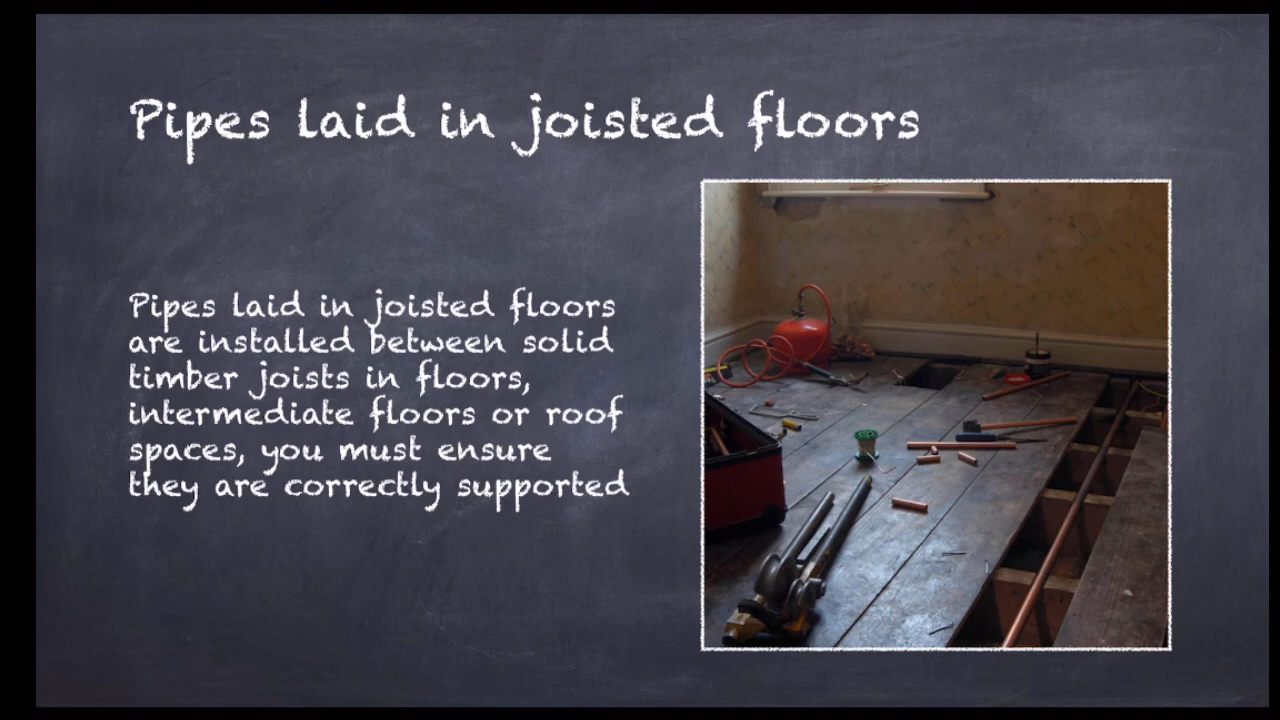 Pipes laid in joisted floors
Pipes laid in joisted floors
are installed between solid
timber joists in floors,
intermediate floors or roof
spaces, you must ensure
they are correctly supported